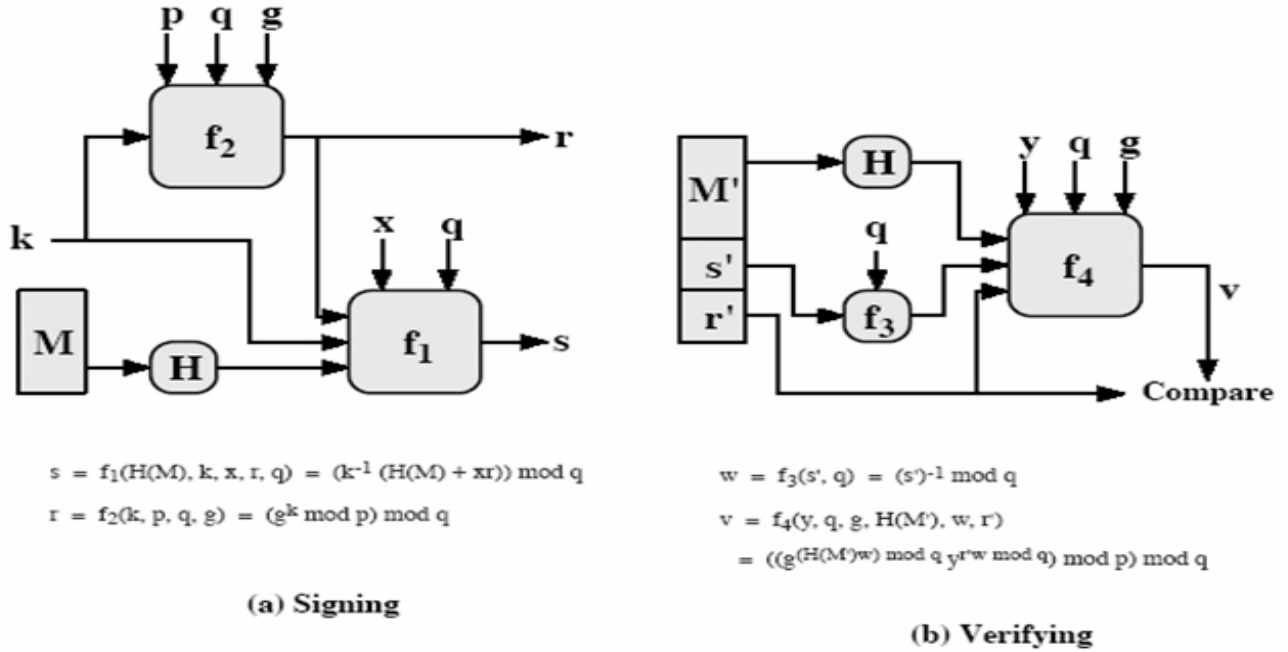 p q g
f₂
r
k
x q
M
H
f₁
s
s = f₁(H(M), k, x, r, q) = (k⁻¹ (H(M) + xr)) mod q
r = f₂(k, p, q, g) = (gᵏ mod p) mod q
(a) Signing
y q g
M'
H
q
s'
f₄
r'
f₃
v
Compare
w = f₃(s', q) = (s')⁻¹ mod q
v = f₄(y, q, g, H(M'), w, r')
= ((g^(H(M')w) mod q y^r'w mod q) mod p) mod q
(b) Verifying